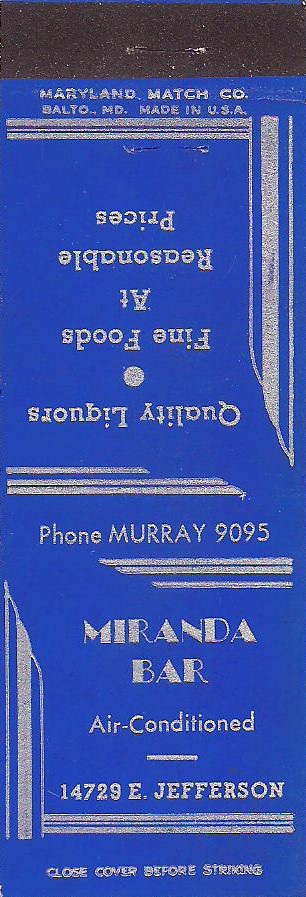 MARYLAND MATCH CO.
BALTO., MD. MADE IN U.S.A.
Quality Liquors
Fine Foods
At
Reasonable
Prices
Phone MURRAY 9095
MIRANDA
BAR
Air-Conditioned
14729 E. JEFFERSON
CLOSE COVER BEFORE STRIKING